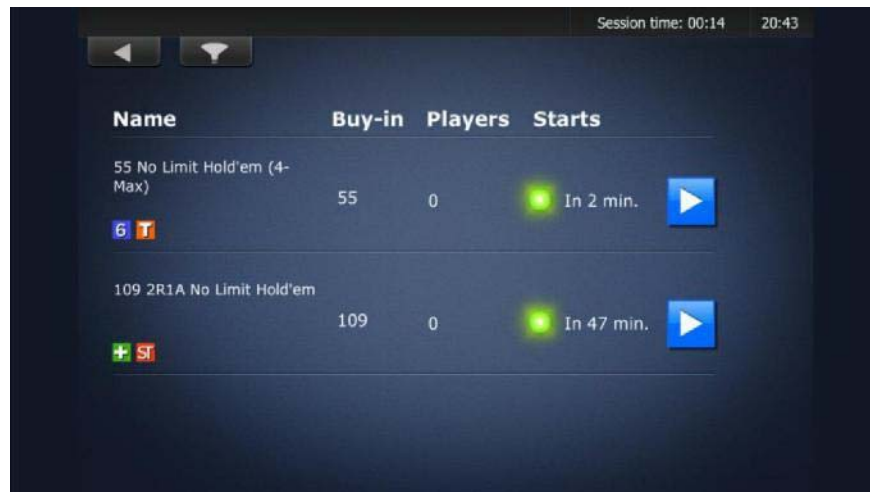 Session time: 00:14 20:43
Name Buy-in Players Starts
55 No Limit Hold'em (4-
Max)
55 0 In 2 min.
6 T
109 2R1A No Limit Hold'em
109 0 In 47 min.
+ ST